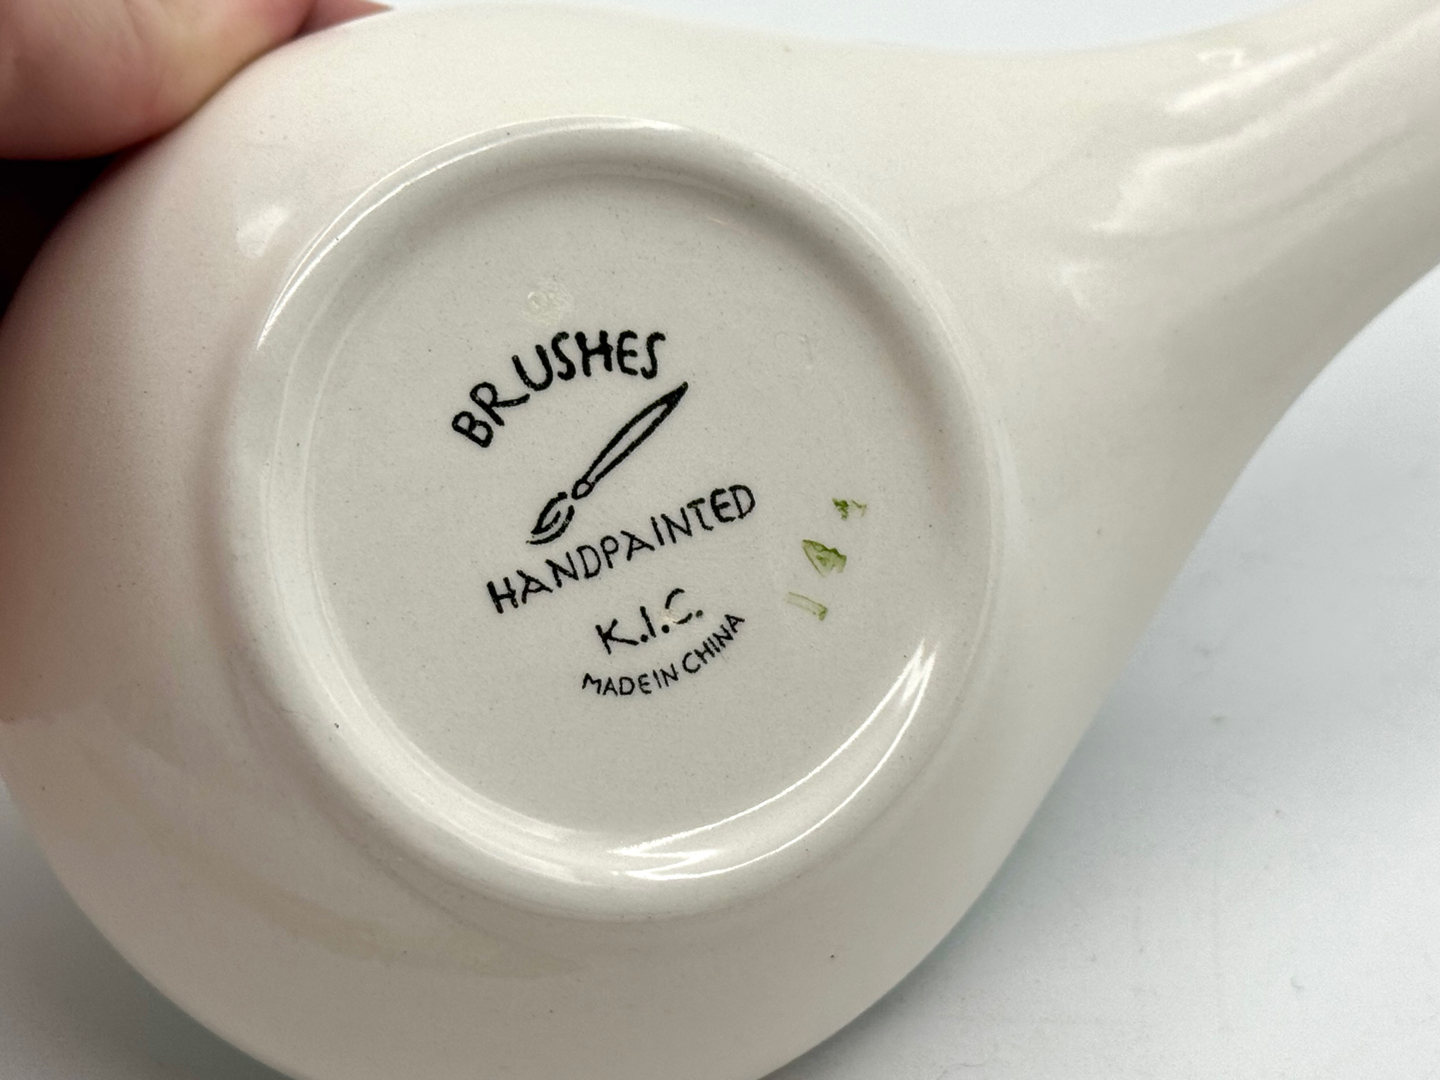 BRUSHES
HANDPAINTED
K.I.C.
MADE IN CHINA